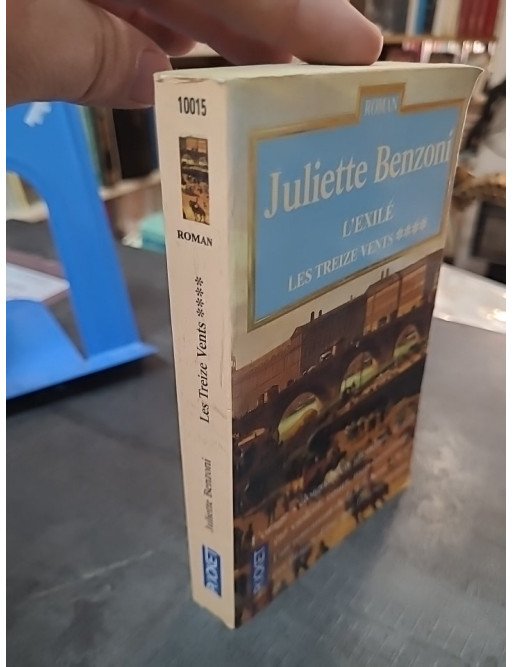 10015
ROMAN
Les Treize Vents ****
Juliette Benzoni
POCKET
ROMAN
Juliette Benzoni
L'EXILÉ
LES TREIZE VENTS ****
POCKET